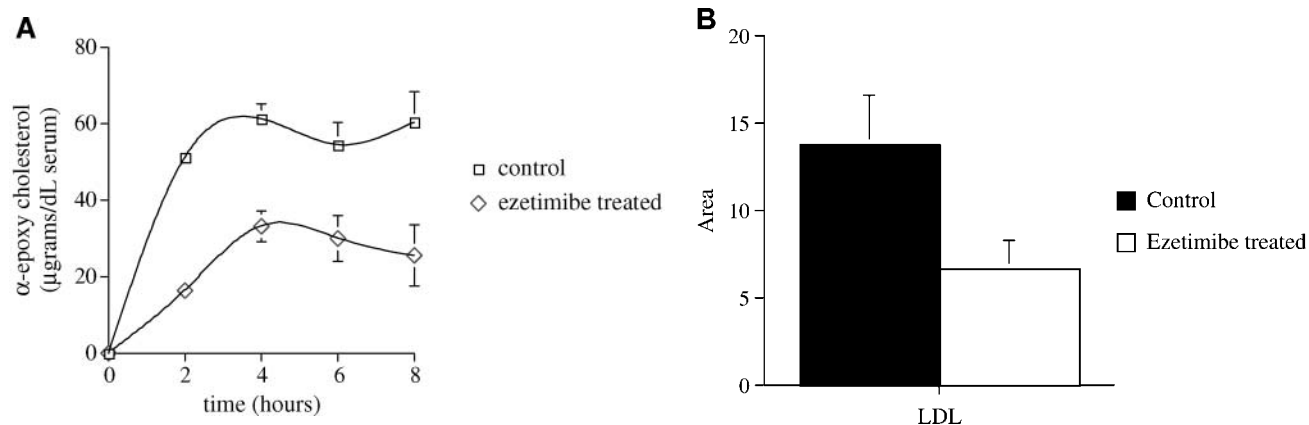 A
80
60
40
20
0
0 2 4 6 8
α-epoxy cholesterol
(μgrams/dL serum)
time (hours)
control
ezetimibe treated
B
20
15
10
5
0
Area
LDL
Control
Ezetimibe treated